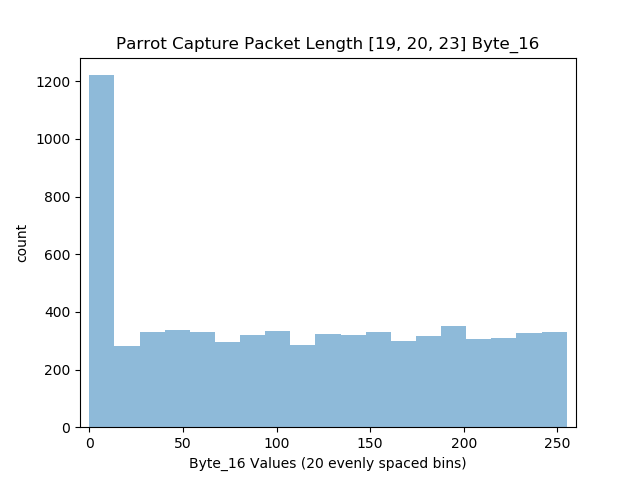 Parrot Capture Packet Length [19, 20, 23] Byte_16
1200
1000
800
600
400
200
0
count
0 50 100 150 200 250
Byte_16 Values (20 evenly spaced bins)